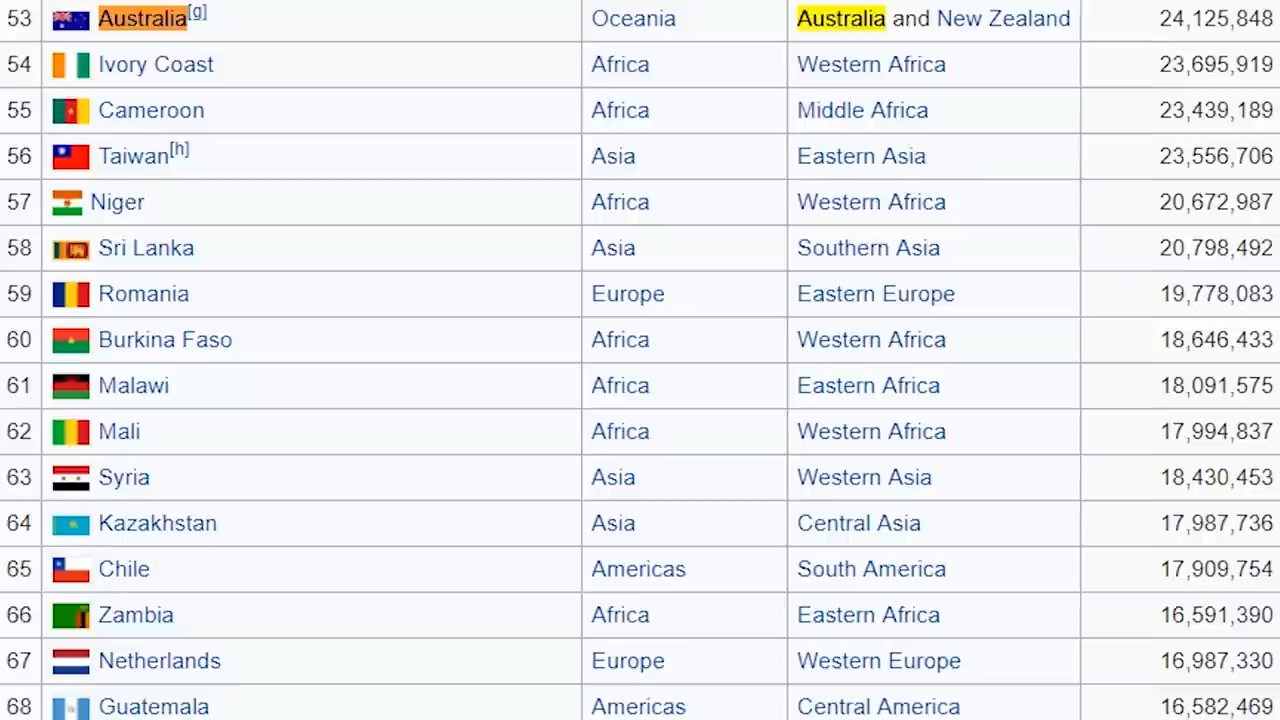 53 Australia[g] Oceania Australia and New Zealand 24,125,848
54 Ivory Coast Africa Western Africa 23,695,919
55 Cameroon Africa Middle Africa 23,439,189
56 Taiwan[h] Asia Eastern Asia 23,556,706
57 Niger Africa Western Africa 20,672,987
58 Sri Lanka Asia Southern Asia 20,798,492
59 Romania Europe Eastern Europe 19,778,083
60 Burkina Faso Africa Western Africa 18,646,433
61 Malawi Africa Eastern Africa 18,091,575
62 Mali Africa Western Africa 17,994,837
63 Syria Asia Western Asia 18,430,453
64 Kazakhstan Asia Central Asia 17,987,736
65 Chile Americas South America 17,909,754
66 Zambia Africa Eastern Africa 16,591,390
67 Netherlands Europe Western Europe 16,987,330
68 Guatemala Americas Central America 16,582,469